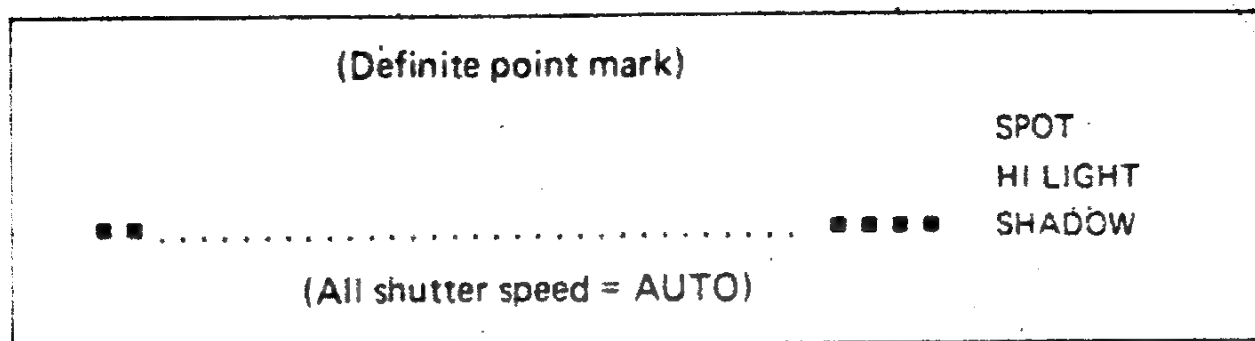 (Definite point mark)
SPOT
HI LIGHT
SHADOW
(All shutter speed = AUTO)